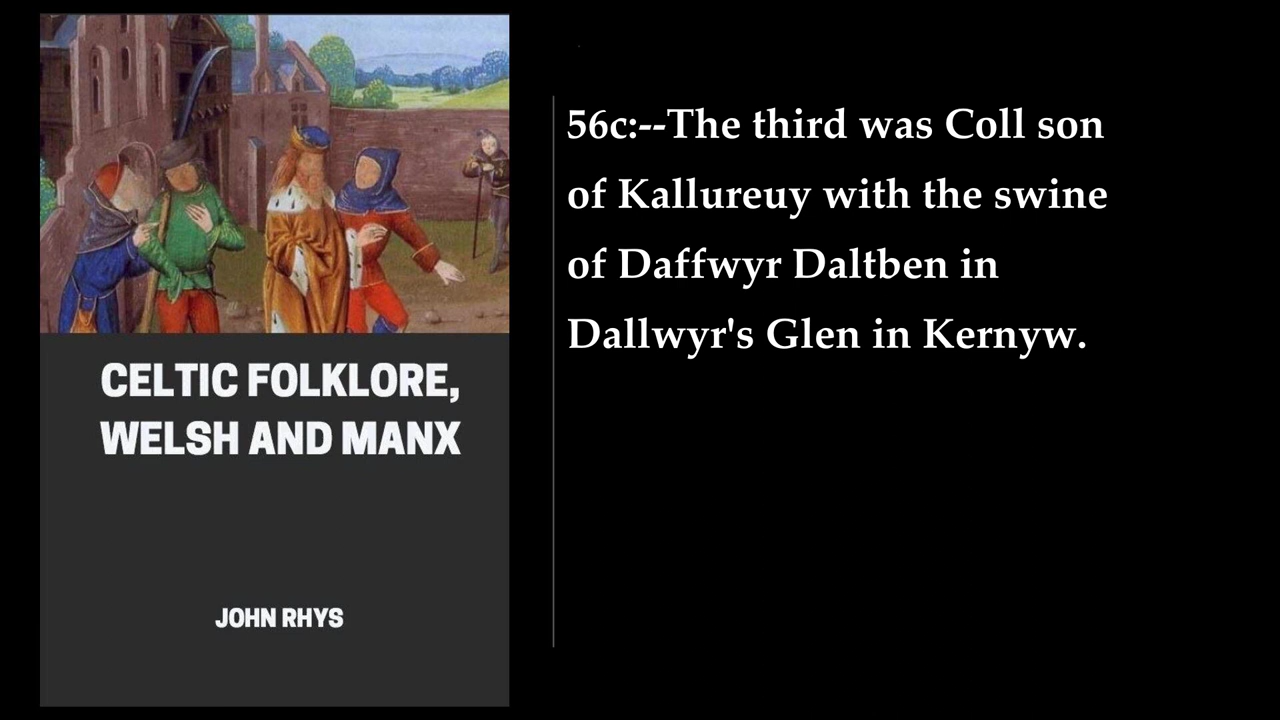 CELTIC FOLKLORE,
WELSH AND MANX
JOHN RHYS
56c:--The third was Coll son
of Kallureuy with the swine
of Daffwyr Daltben in
Dallwyr's Glen in Kernyw.